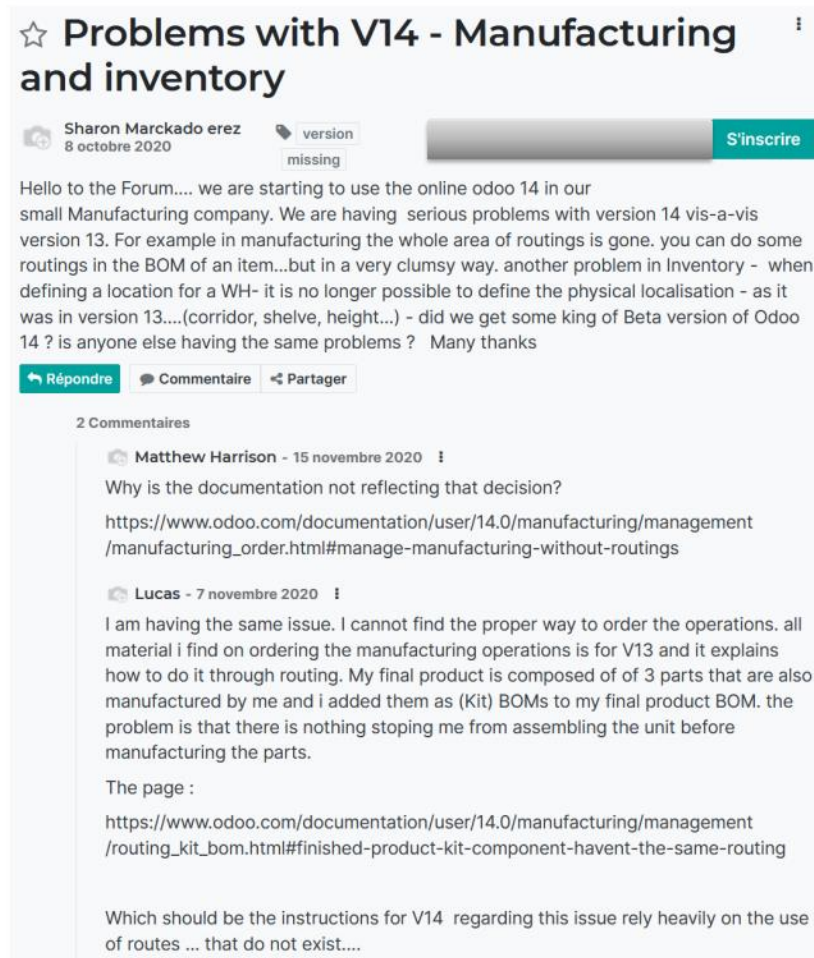 Problems with V14 - Manufacturing
and inventory
Sharon Marckado erez
8 octobre 2020
version
missing
S'inscrire
Hello to the Forum.... we are starting to use the online odoo 14 in our
small Manufacturing company. We are having serious problems with version 14 vis-a-vis
version 13. For example in manufacturing the whole area of routings is gone. you can do some
routings in the BOM of an item...but in a very clumsy way. another problem in Inventory - when
defining a location for a WH- it is no longer possible to define the physical localisation - as it
was in version 13....(corridor, shelve, height...) - did we get some king of Beta version of Odoo
14 ? is anyone else having the same problems ? Many thanks
Répondre
Commentaire
Partager
2 Commentaires
Matthew Harrison - 15 novembre 2020
Why is the documentation not reflecting that decision?
https://www.odoo.com/documentation/user/14.0/manufacturing/management
/manufacturing_order.html#manage-manufacturing-without-routings
Lucas - 7 novembre 2020
I am having the same issue. I cannot find the proper way to order the operations. all
material i find on ordering the manufacturing operations is for V13 and it explains
how to do it through routing. My final product is composed of of 3 parts that are also
manufactured by me and i added them as (Kit) BOMs to my final product BOM. the
problem is that there is nothing stoping me from assembling the unit before
manufacturing the parts.
The page :
https://www.odoo.com/documentation/user/14.0/manufacturing/management
/routing_kit_bom.html#finished-product-kit-component-havent-the-same-routing
Which should be the instructions for V14 regarding this issue rely heavily on the use
of routes ... that do not exist....